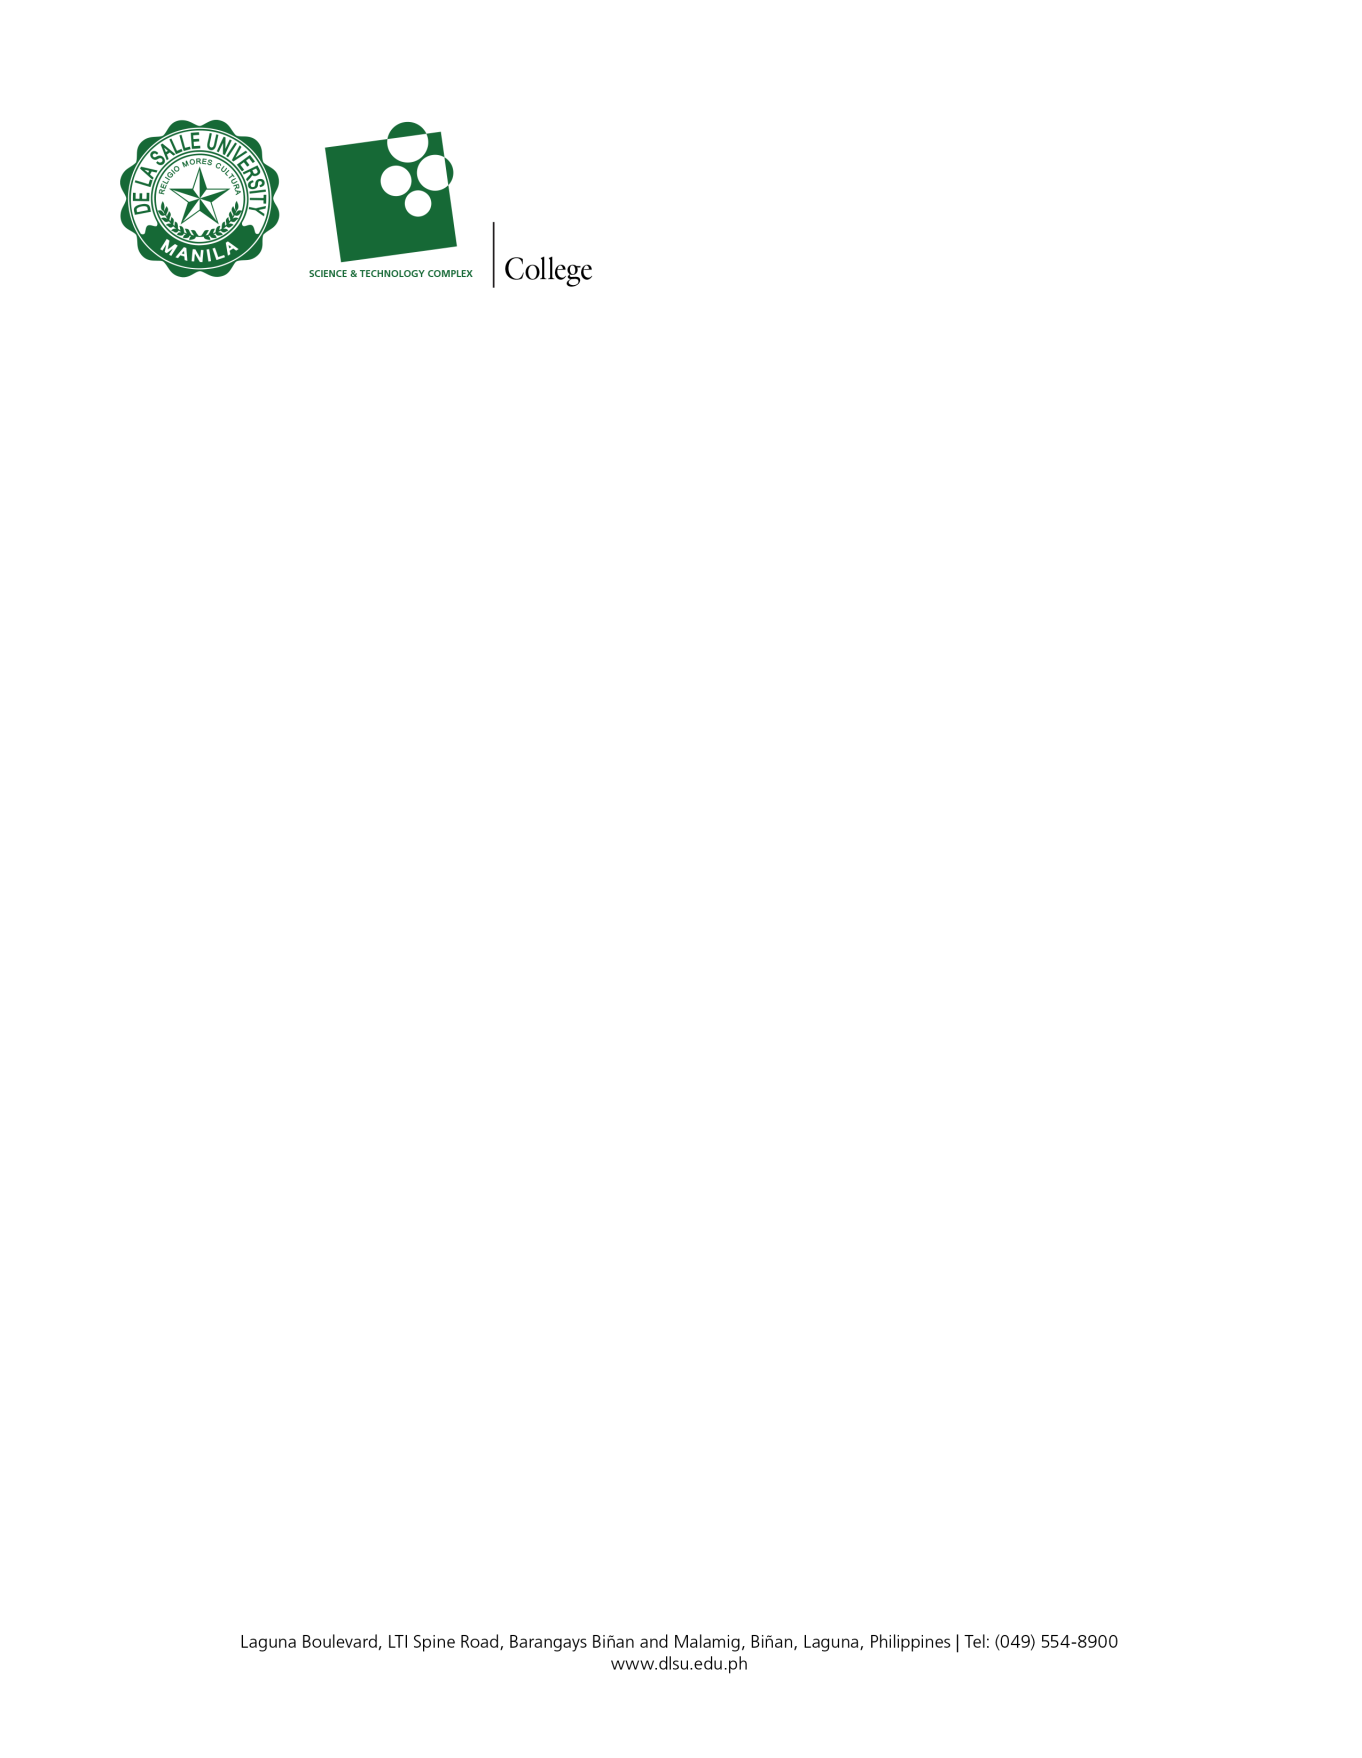 DE LA SALLE UNIVERSITY
RELIGIO MORES CULTURA
MANILA
SCIENCE & TECHNOLOGY COMPLEX
College
Laguna Boulevard, LTI Spine Road, Barangays Biñan and Malamig, Biñan, Laguna, Philippines | Tel: (049) 554-8900
www.dlsu.edu.ph